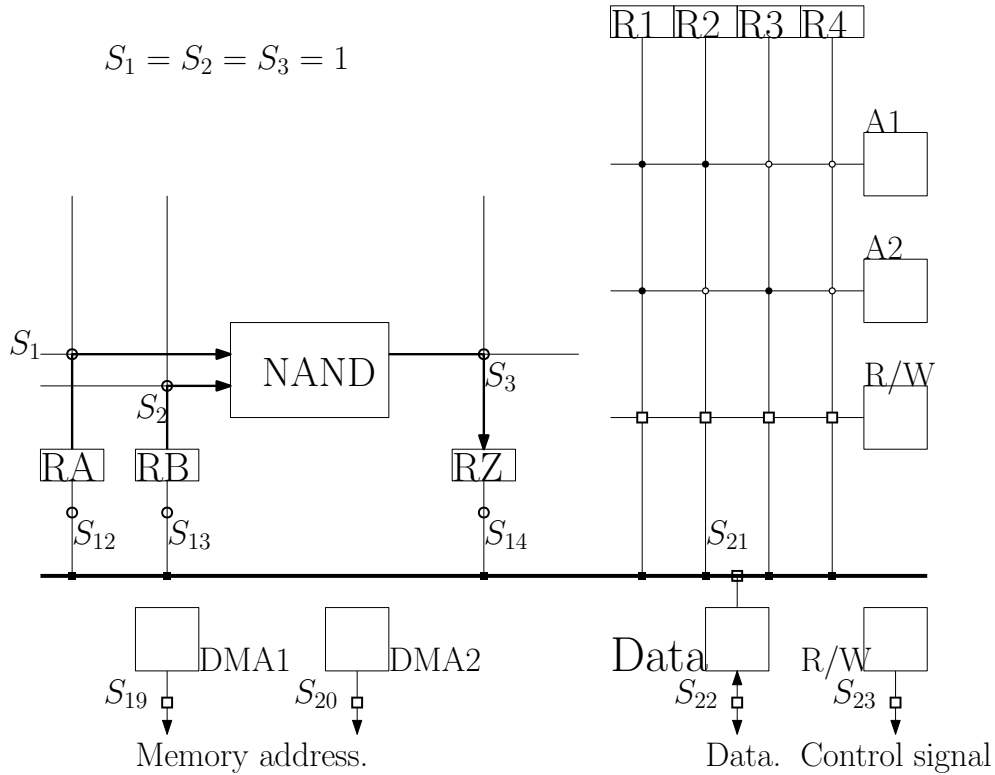 R1 R2 R3 R4
S₁ = S₂ = S₃ = 1
A1
A2
S₁
NAND
S₃
R/W
S₂
RA RB RZ
S₁₂ S₁₃ S₁₄ S₂₁
DMA1 DMA2 Data R/W
S₁₉ S₂₀ S₂₂ S₂₃
Memory address. Data. Control signal